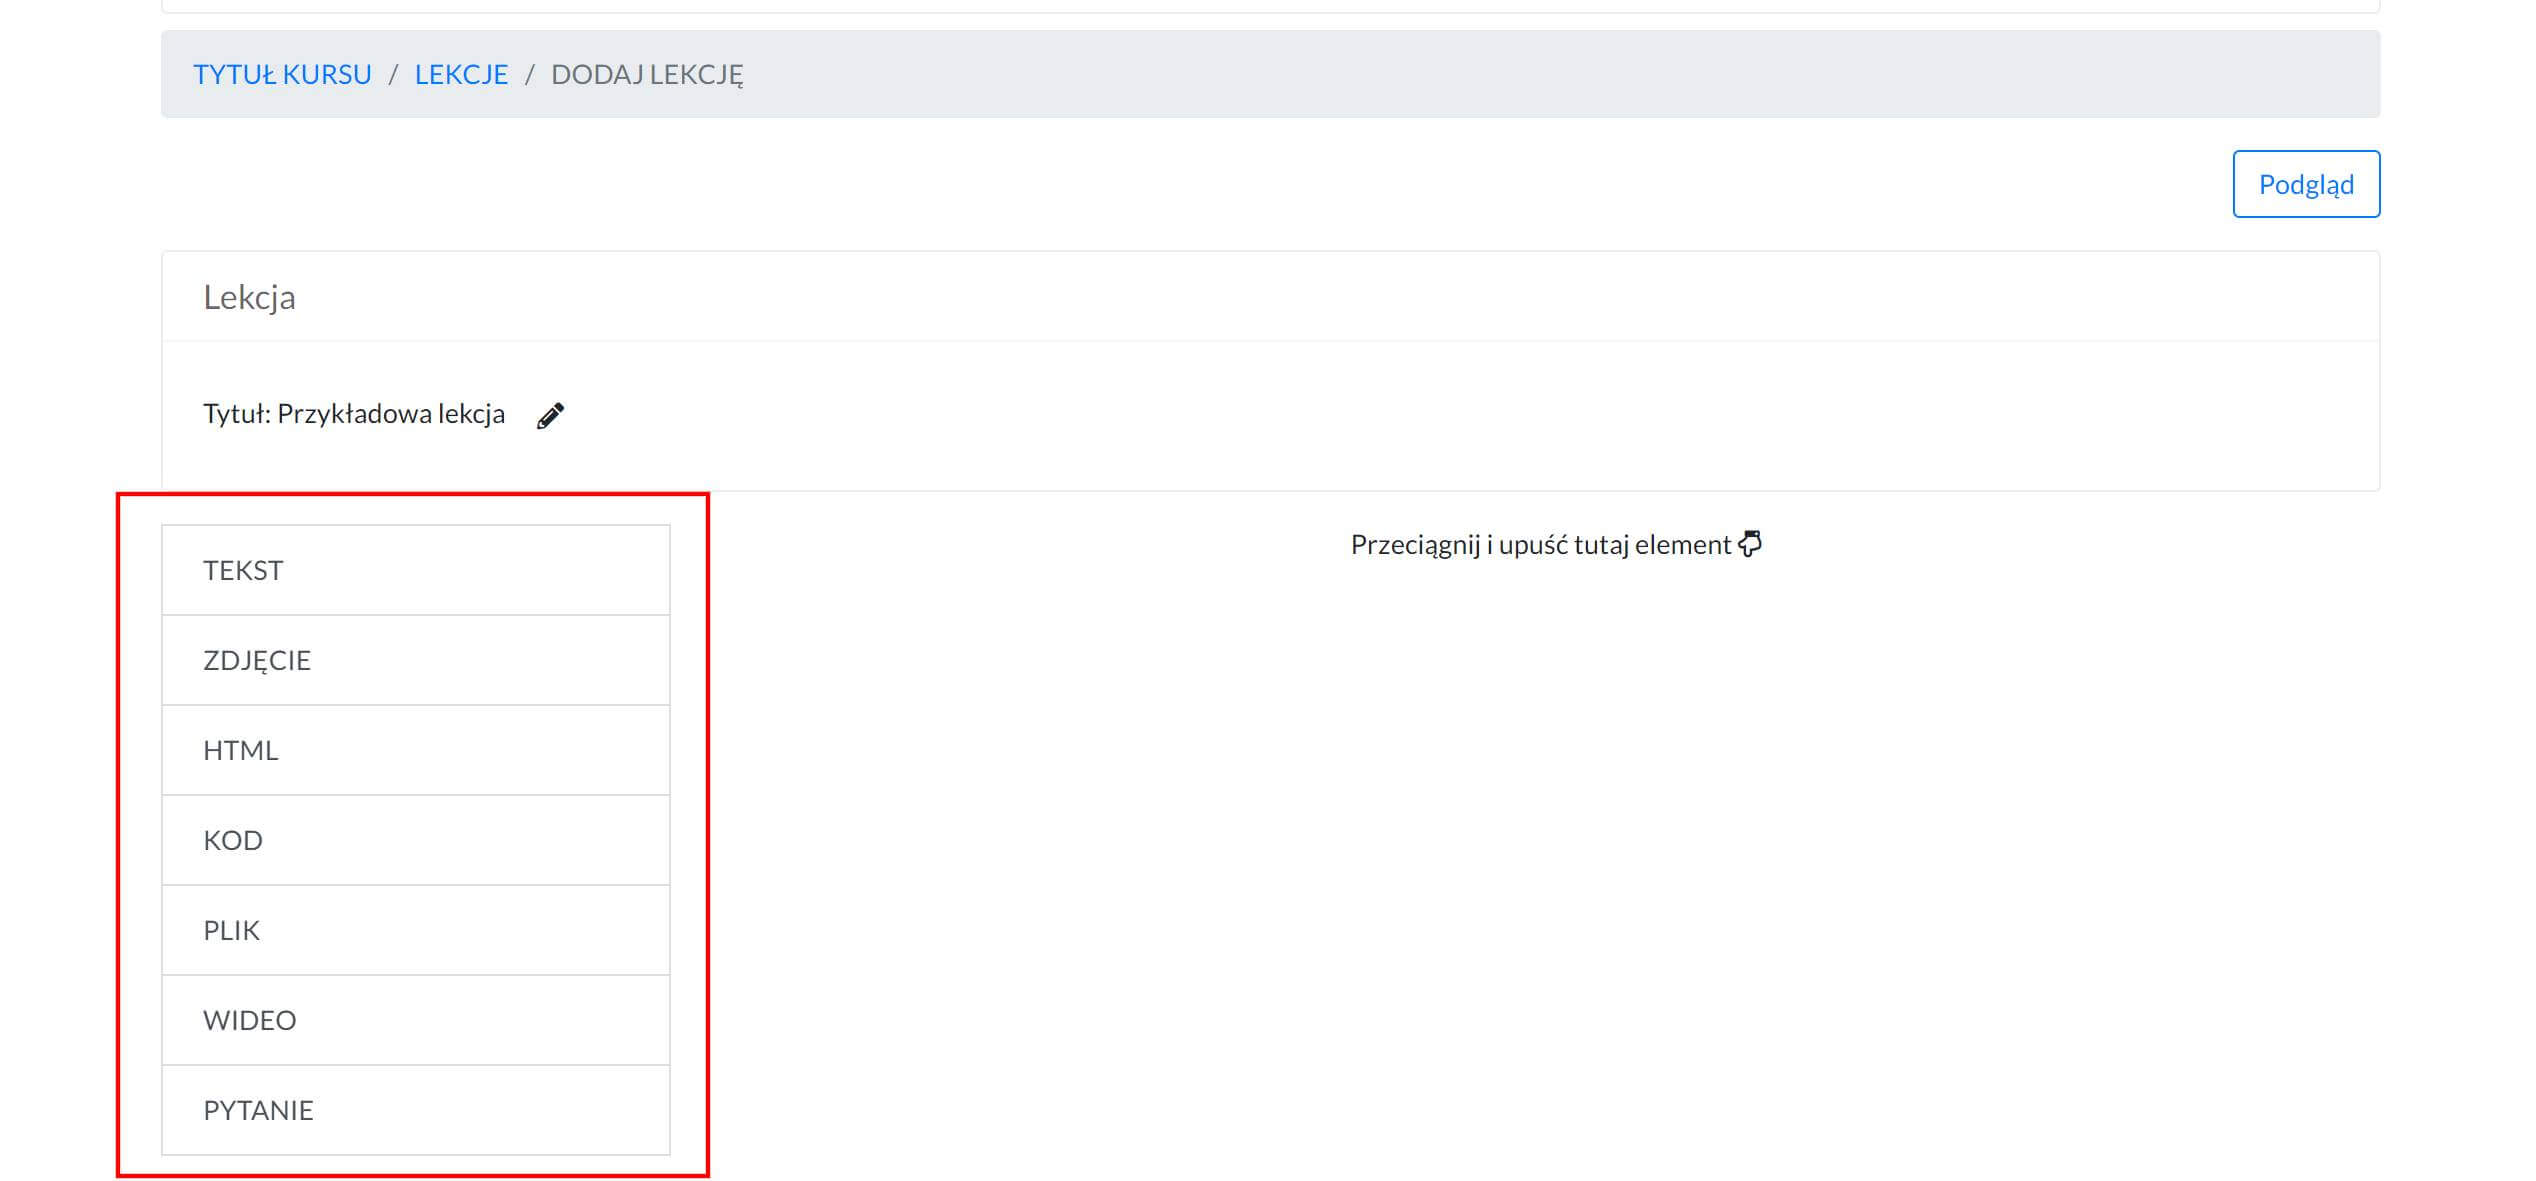 TYTUŁ KURSU / LEKCJE / DODAJ LEKCJĘ
Podgląd
Lekcja
Tytuł: Przykładowa lekcja
Przeciągnij i upuść tutaj element
TEKST
ZDJĘCIE
HTML
KOD
PLIK
WIDEO
PYTANIE